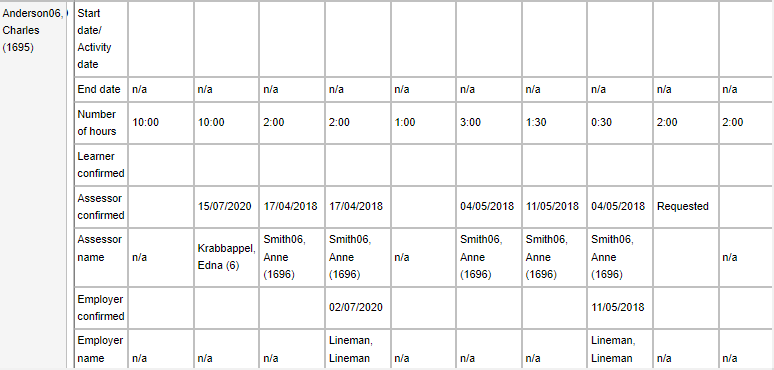 Anderson06, Start
Charles date/
(1695) Activity
date
End date n/a n/a n/a n/a n/a n/a n/a n/a n/a n/a
Number
of hours 10:00 10:00 2:00 2:00 1:00 3:00 1:30 0:30 2:00 2:00
Learner
confirmed
Assessor
confirmed 15/07/2020 17/04/2018 17/04/2018 04/05/2018 11/05/2018 04/05/2018 Requested
Assessor
name n/a Krabbappel,
Edna (6) Smith06,
Anne
(1696) Smith06,
Anne
(1696) n/a Smith06,
Anne
(1696) Smith06,
Anne
(1696) Smith06,
Anne
(1696) n/a
Employer
confirmed 02/07/2020 11/05/2018
Employer
name n/a n/a n/a Lineman,
Lineman n/a n/a n/a Lineman,
Lineman n/a n/a